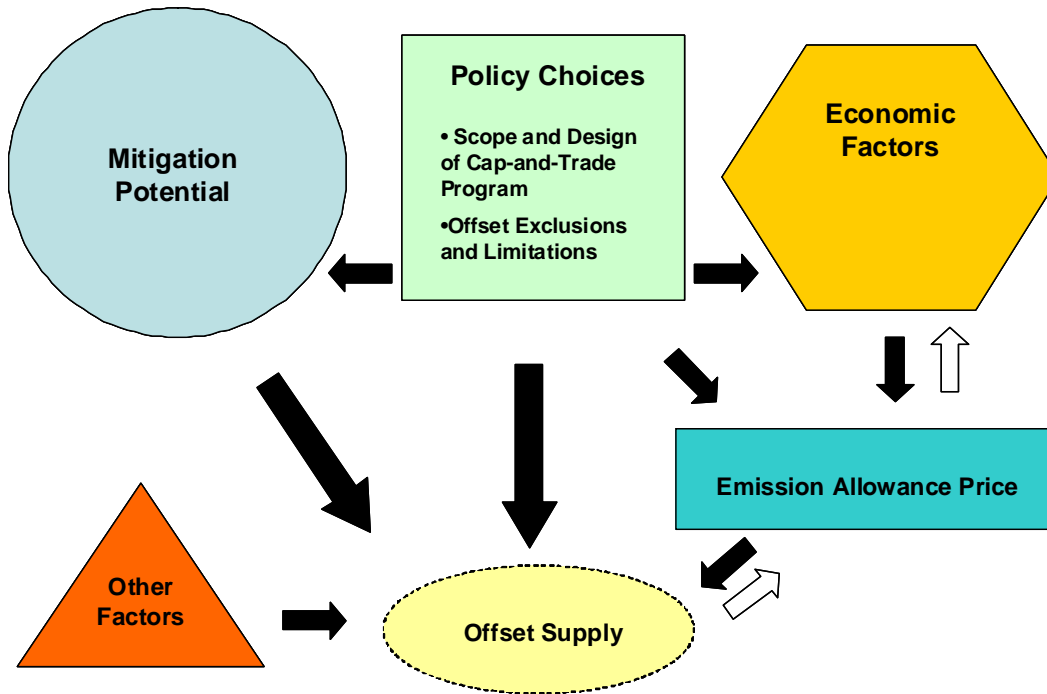 Mitigation
Potential
Policy Choices
• Scope and Design
of Cap-and-Trade
Program
•Offset Exclusions
and Limitations
Economic
Factors
Emission Allowance Price
Other
Factors
Offset Supply